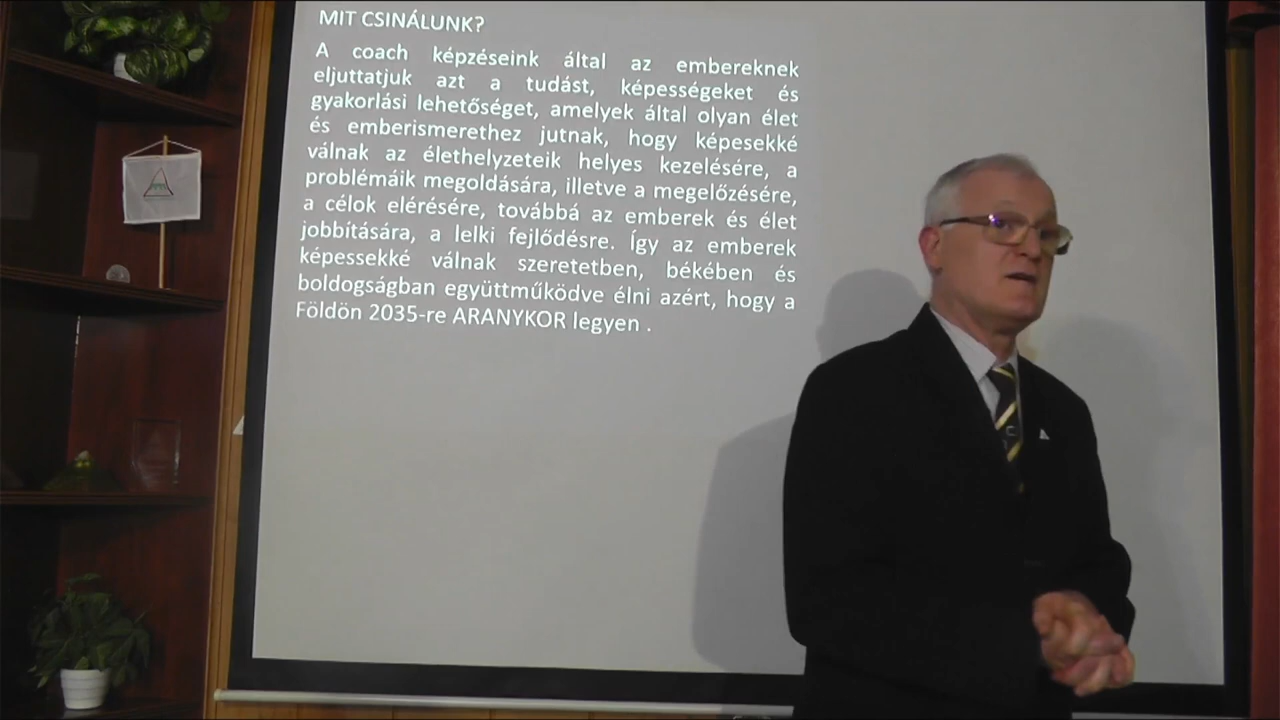 MIT CSINÁLUNK?
A coach képzéseink által az embereknek
eljuttatjuk azt a tudást, képességeket és
gyakorlási lehetőséget, amelyek által olyan élet
és emberismerethez jutnak, hogy képesekké
válnak az élethelyzeteik helyes kezelésére, a
problémáik megoldására, illetve a megelőzésére,
a célok elérésére, továbbá az emberek és élet
jobbítására, a lelki fejlődésre. Így az emberek
képessekké válnak szeretetben, békében és
boldogságban együttműködve élni azért, hogy a
Földön 2035-re ARANYKOR legyen .